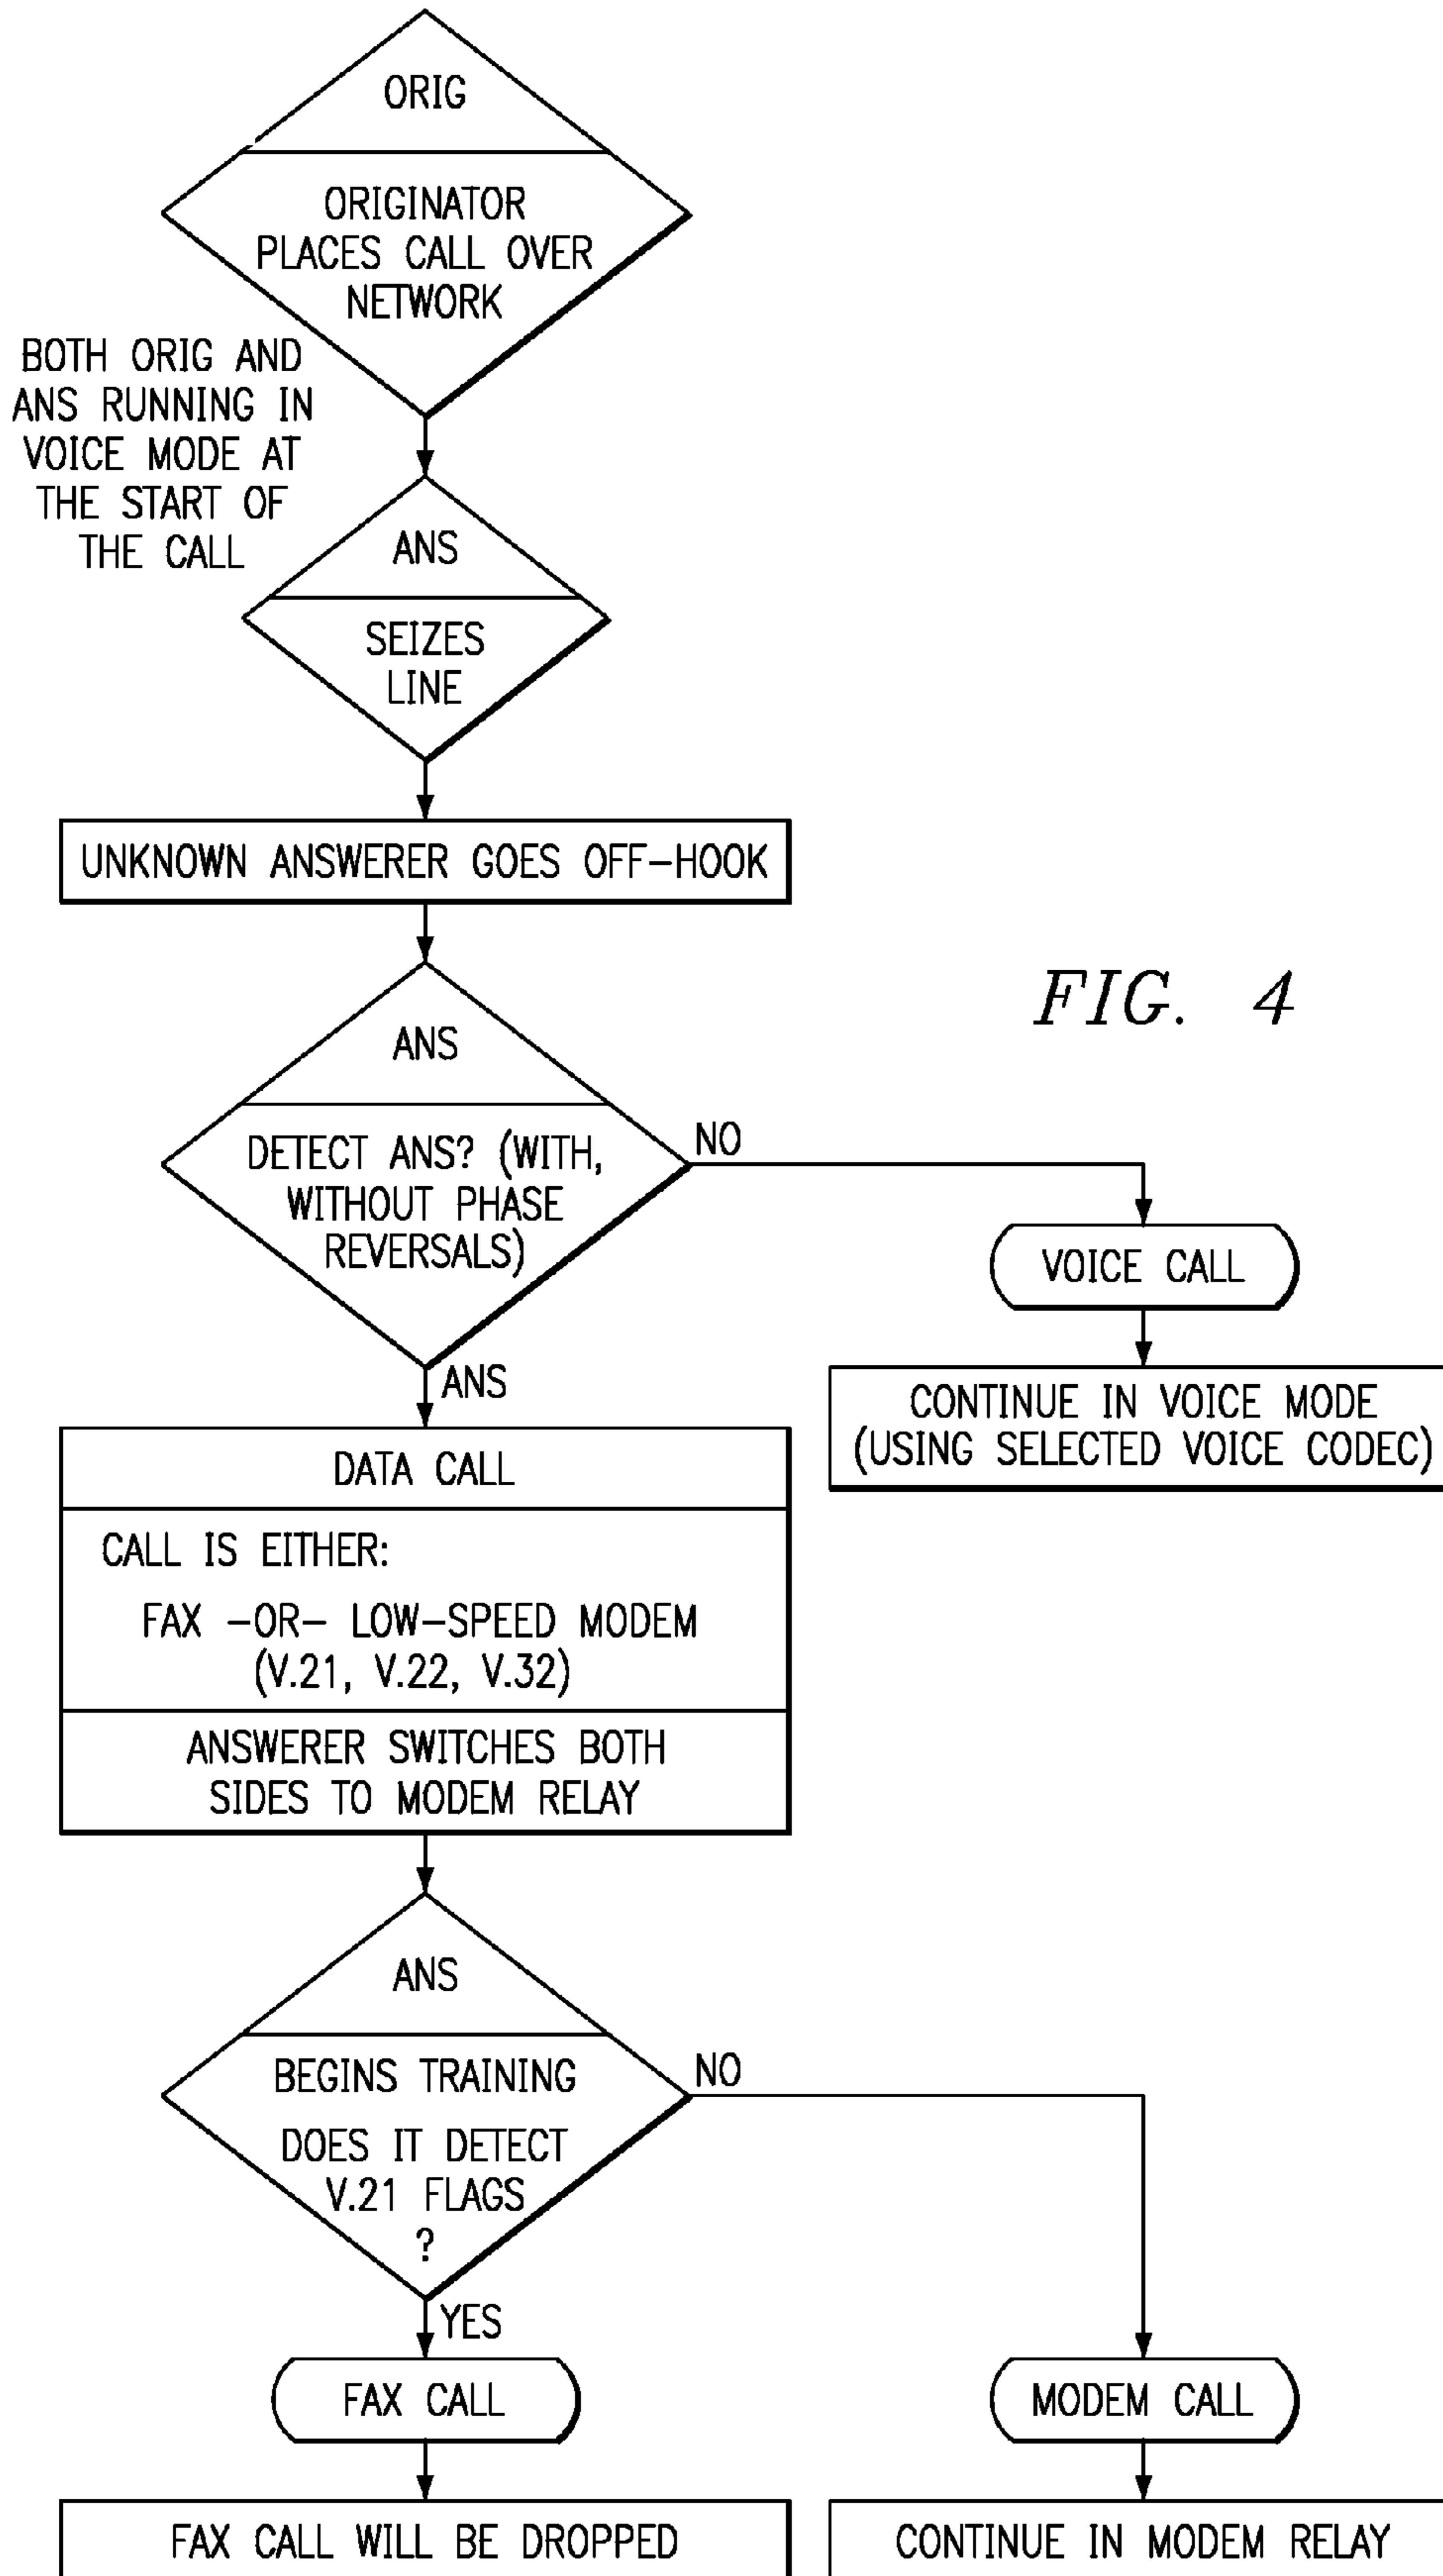 ORIG
ORIGINATOR
PLACES CALL OVER
NETWORK
BOTH ORIG AND
ANS RUNNING IN
VOICE MODE AT
THE START OF
THE CALL
ANS
SEIZES
LINE
UNKNOWN ANSWERER GOES OFF-HOOK
FIG. 4
ANS
DETECT ANS? (WITH,
WITHOUT PHASE
REVERSALS)
NO
VOICE CALL
CONTINUE IN VOICE MODE
(USING SELECTED VOICE CODEC)
ANS
DATA CALL
CALL IS EITHER:
FAX -OR- LOW-SPEED MODEM
(V.21, V.22, V.32)
ANSWERER SWITCHES BOTH
SIDES TO MODEM RELAY
ANS
BEGINS TRAINING
DOES IT DETECT
V.21 FLAGS
?
NO
YES
FAX CALL
MODEM CALL
FAX CALL WILL BE DROPPED
CONTINUE IN MODEM RELAY